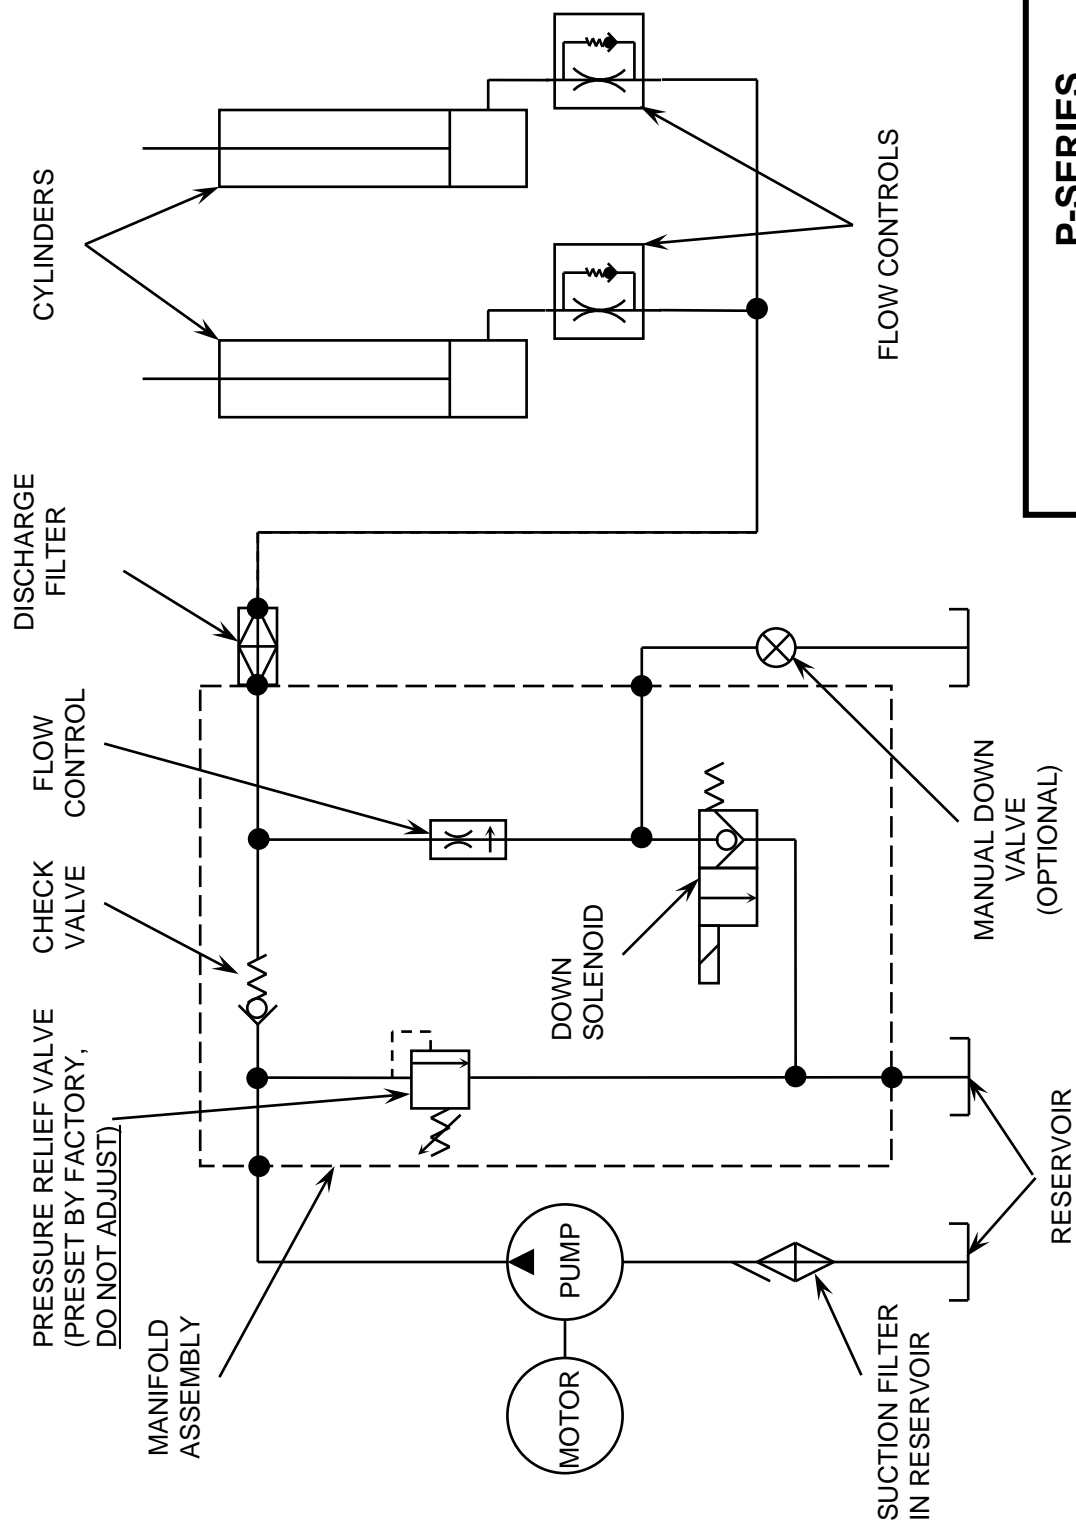 PRESSURE RELIEF VALVE
(PRESET BY FACTORY,
DO NOT ADJUST)
CHECK
VALVE
FLOW
CONTROL
DISCHARGE
FILTER
CYLINDERS
MANIFOLD
ASSEMBLY
MOTOR
PUMP
DOWN
SOLENOID
SUCTION FILTER
IN RESERVOIR
RESERVOIR
MANUAL DOWN
VALVE
(OPTIONAL)
FLOW CONTROLS
P-SERIES